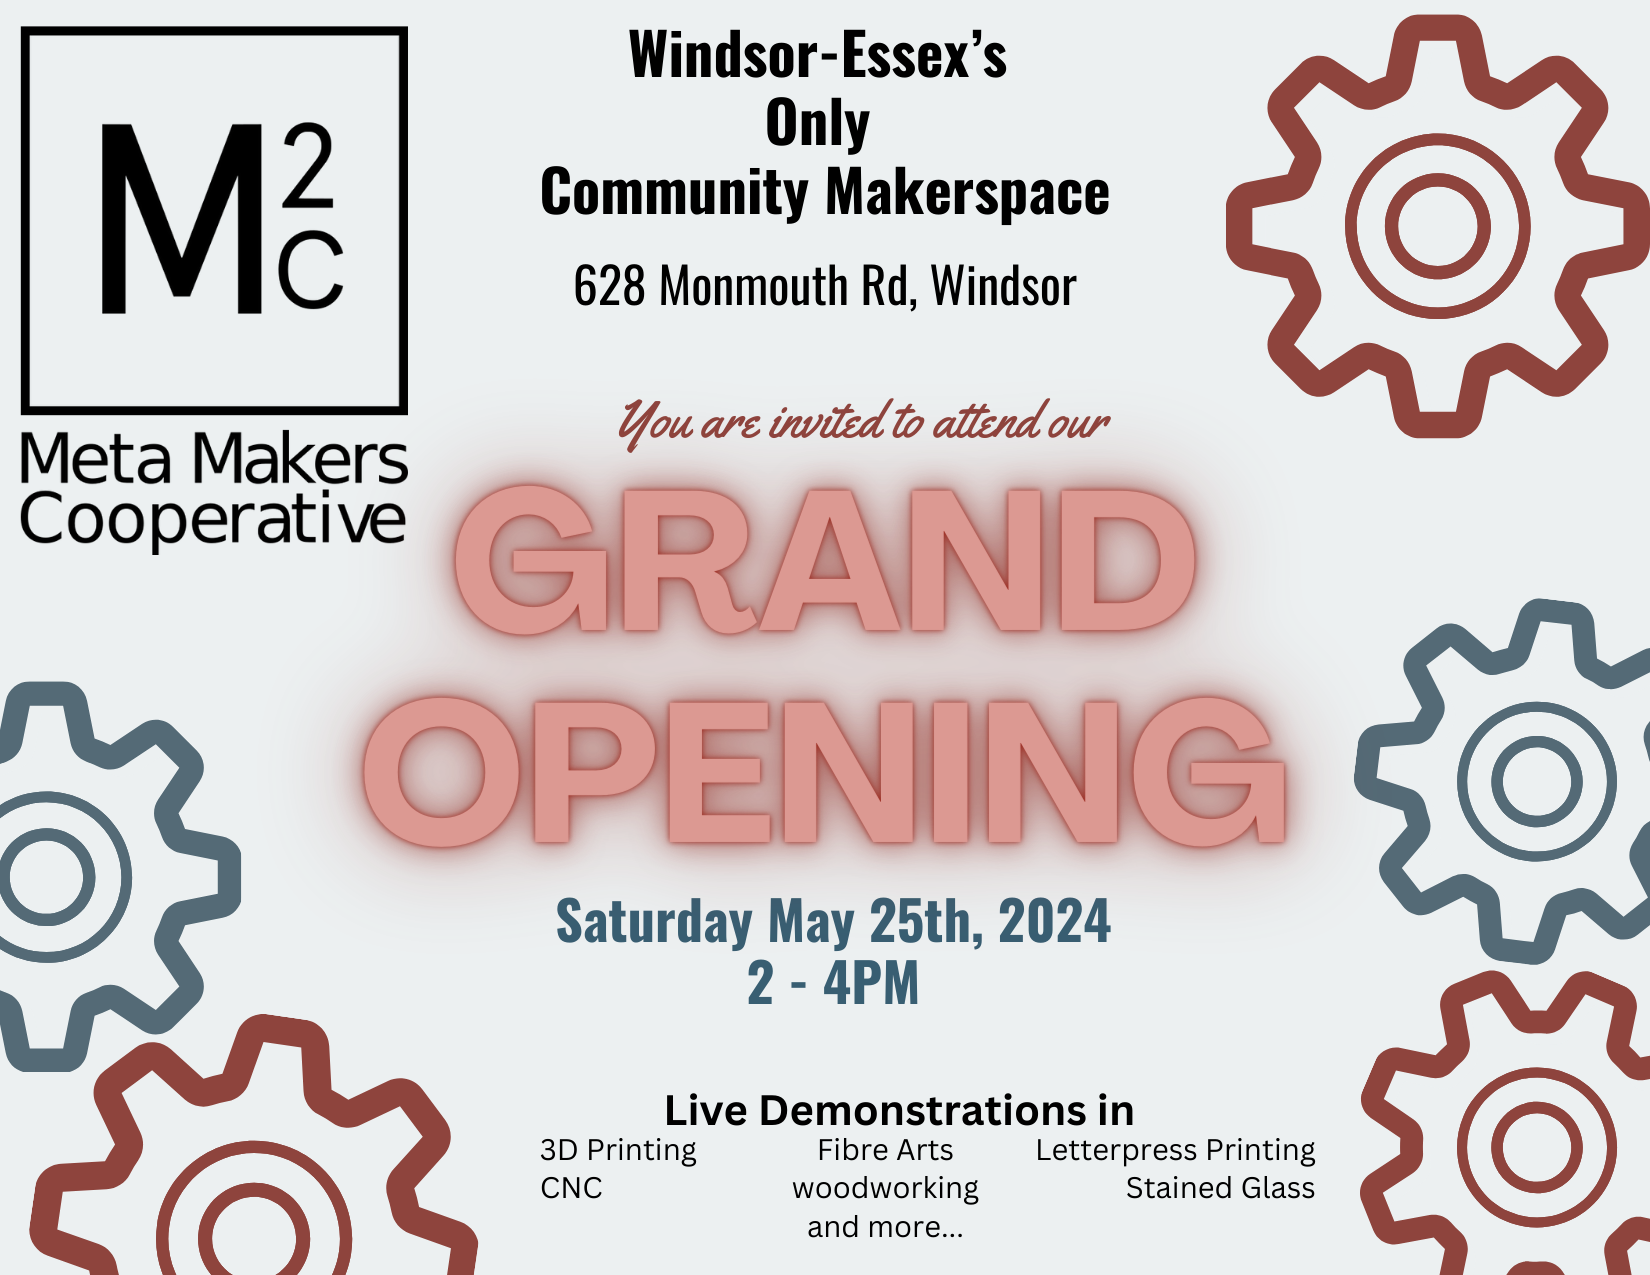 M2C
Meta Makers
Cooperative
Windsor-Essex’s
Only
Community Makerspace
628 Monmouth Rd, Windsor
You are invited to attend our
GRAND
OPENING
Saturday May 25th, 2024
2 - 4PM
Live Demonstrations in
3D Printing
CNC
Fibre Arts
woodworking
and more...
Letterpress Printing
Stained Glass